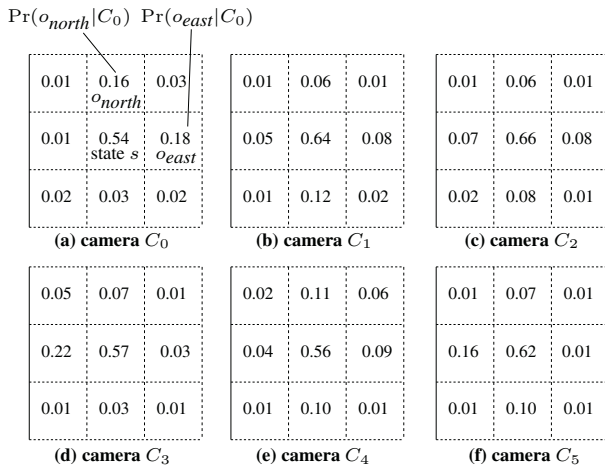 Pr(o_north|C_0) Pr(o_east|C_0)
0.01 0.16 0.03
o_north
0.01 0.54 0.18
state s o_east
0.02 0.03 0.02
(a) camera C_0
0.01 0.06 0.01
0.05 0.64 0.08
0.01 0.12 0.02
(b) camera C_1
0.01 0.06 0.01
0.07 0.66 0.08
0.02 0.08 0.01
(c) camera C_2
0.05 0.07 0.01
0.22 0.57 0.03
0.01 0.03 0.01
(d) camera C_3
0.02 0.11 0.06
0.04 0.56 0.09
0.01 0.10 0.01
(e) camera C_4
0.01 0.07 0.01
0.16 0.62 0.01
0.01 0.10 0.01
(f) camera C_5